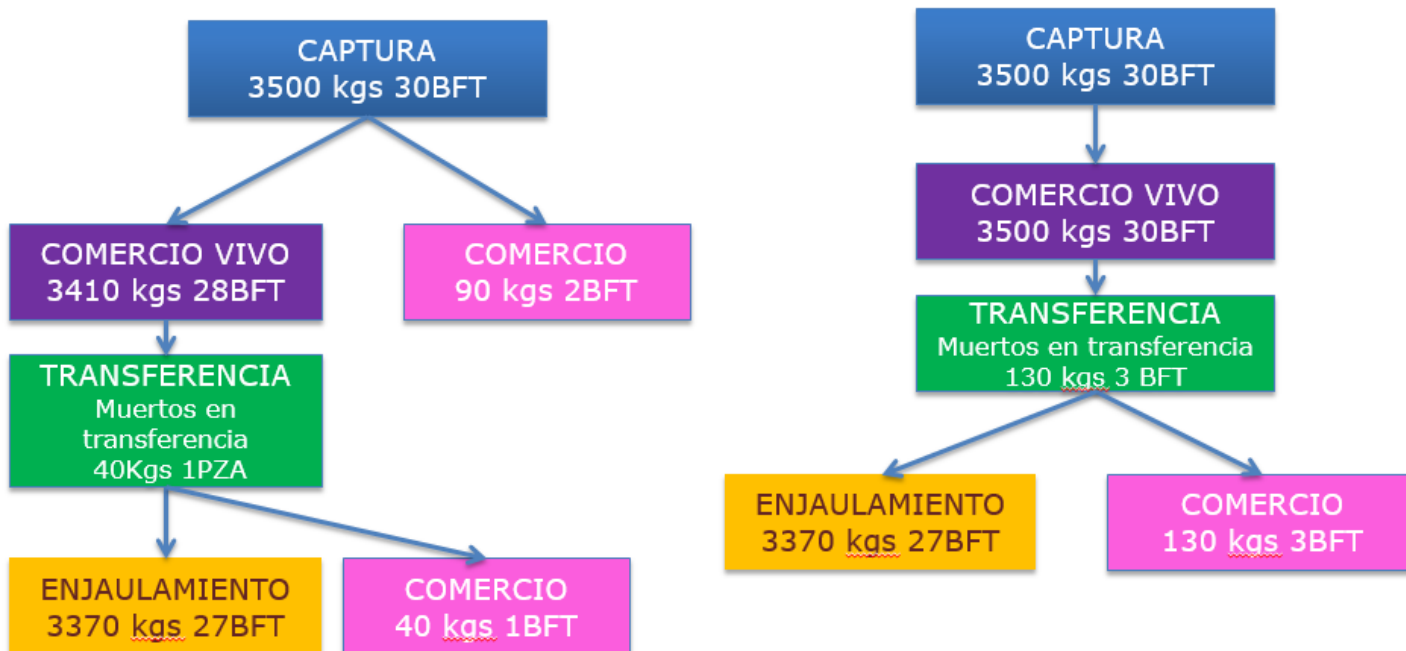 CAPTURA
3500 kgs 30BFT
COMERCIO VIVO
3410 kgs 28BFT
COMERCIO
90 kgs 2BFT
TRANSFERENCIA
Muertos en
transferencia
40Kgs 1PZA
ENJAULAMIENTO
3370 kgs 27BFT
COMERCIO
40 kgs 1BFT
CAPTURA
3500 kgs 30BFT
COMERCIO VIVO
3500 kgs 30BFT
TRANSFERENCIA
Muertos en transferencia
130 kgs 3 BFT
ENJAULAMIENTO
3370 kgs 27BFT
COMERCIO
130 kgs 3BFT